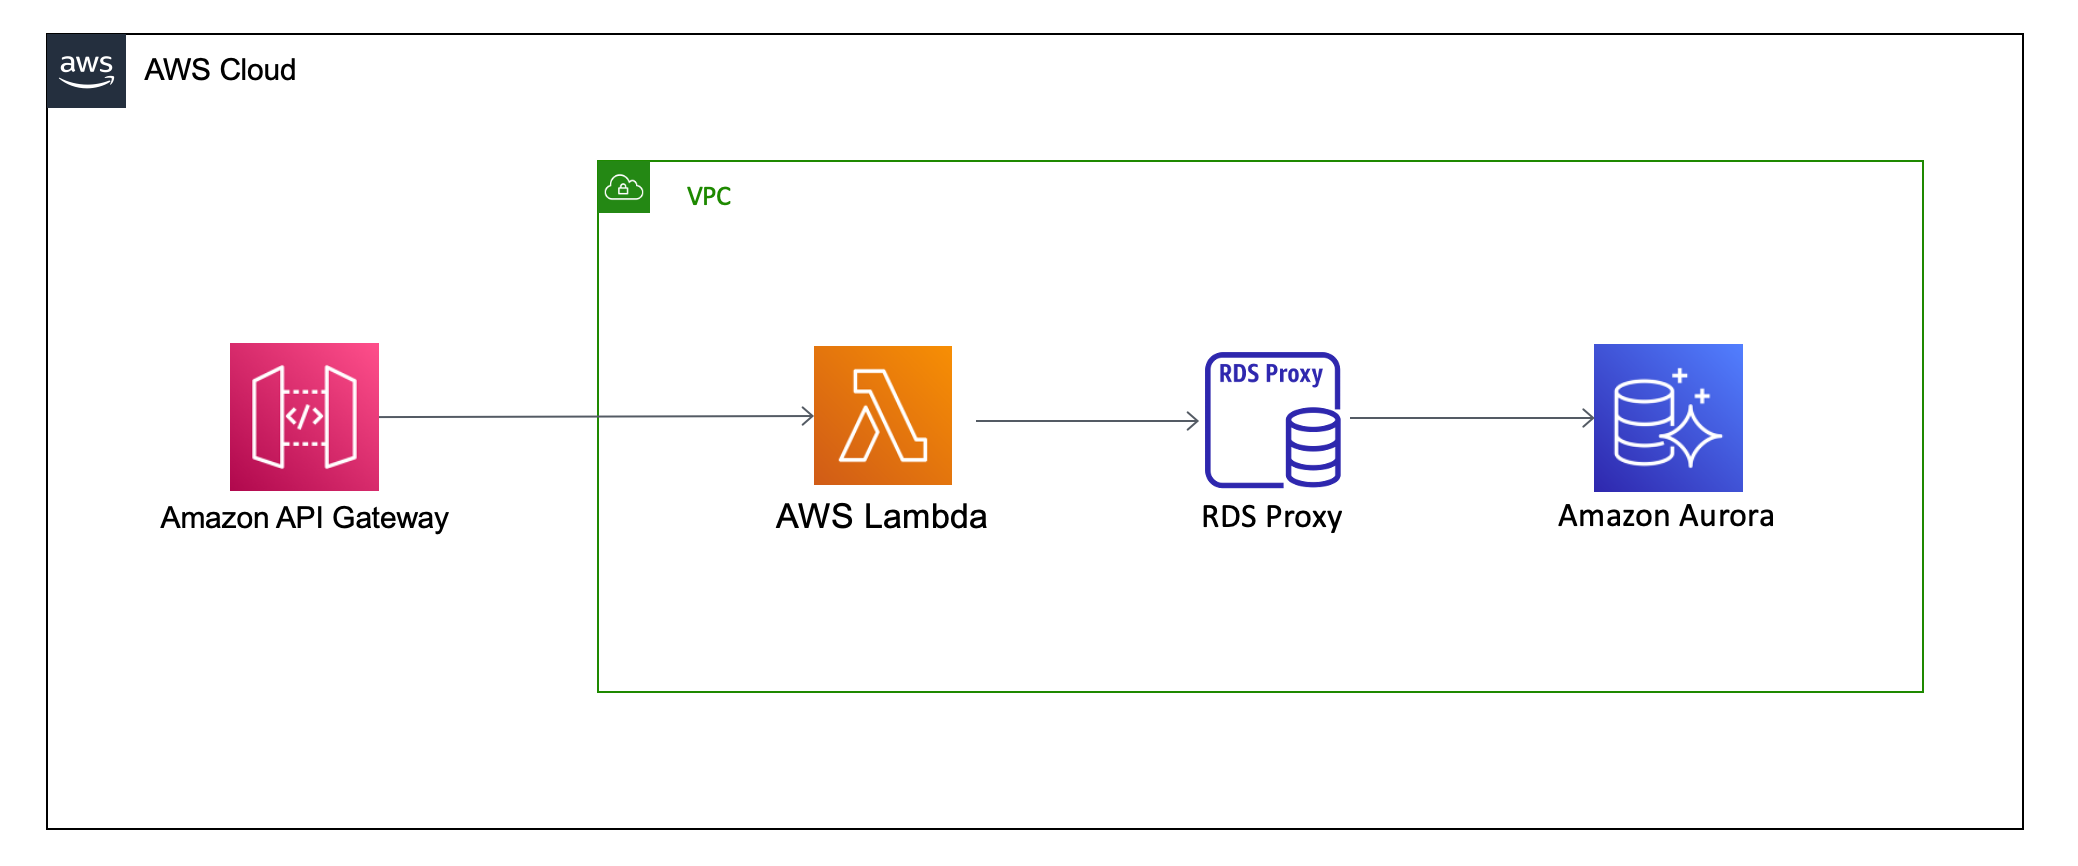 aws
AWS Cloud
VPC
</>
RDS Proxy
Amazon API Gateway
AWS Lambda
RDS Proxy
Amazon Aurora